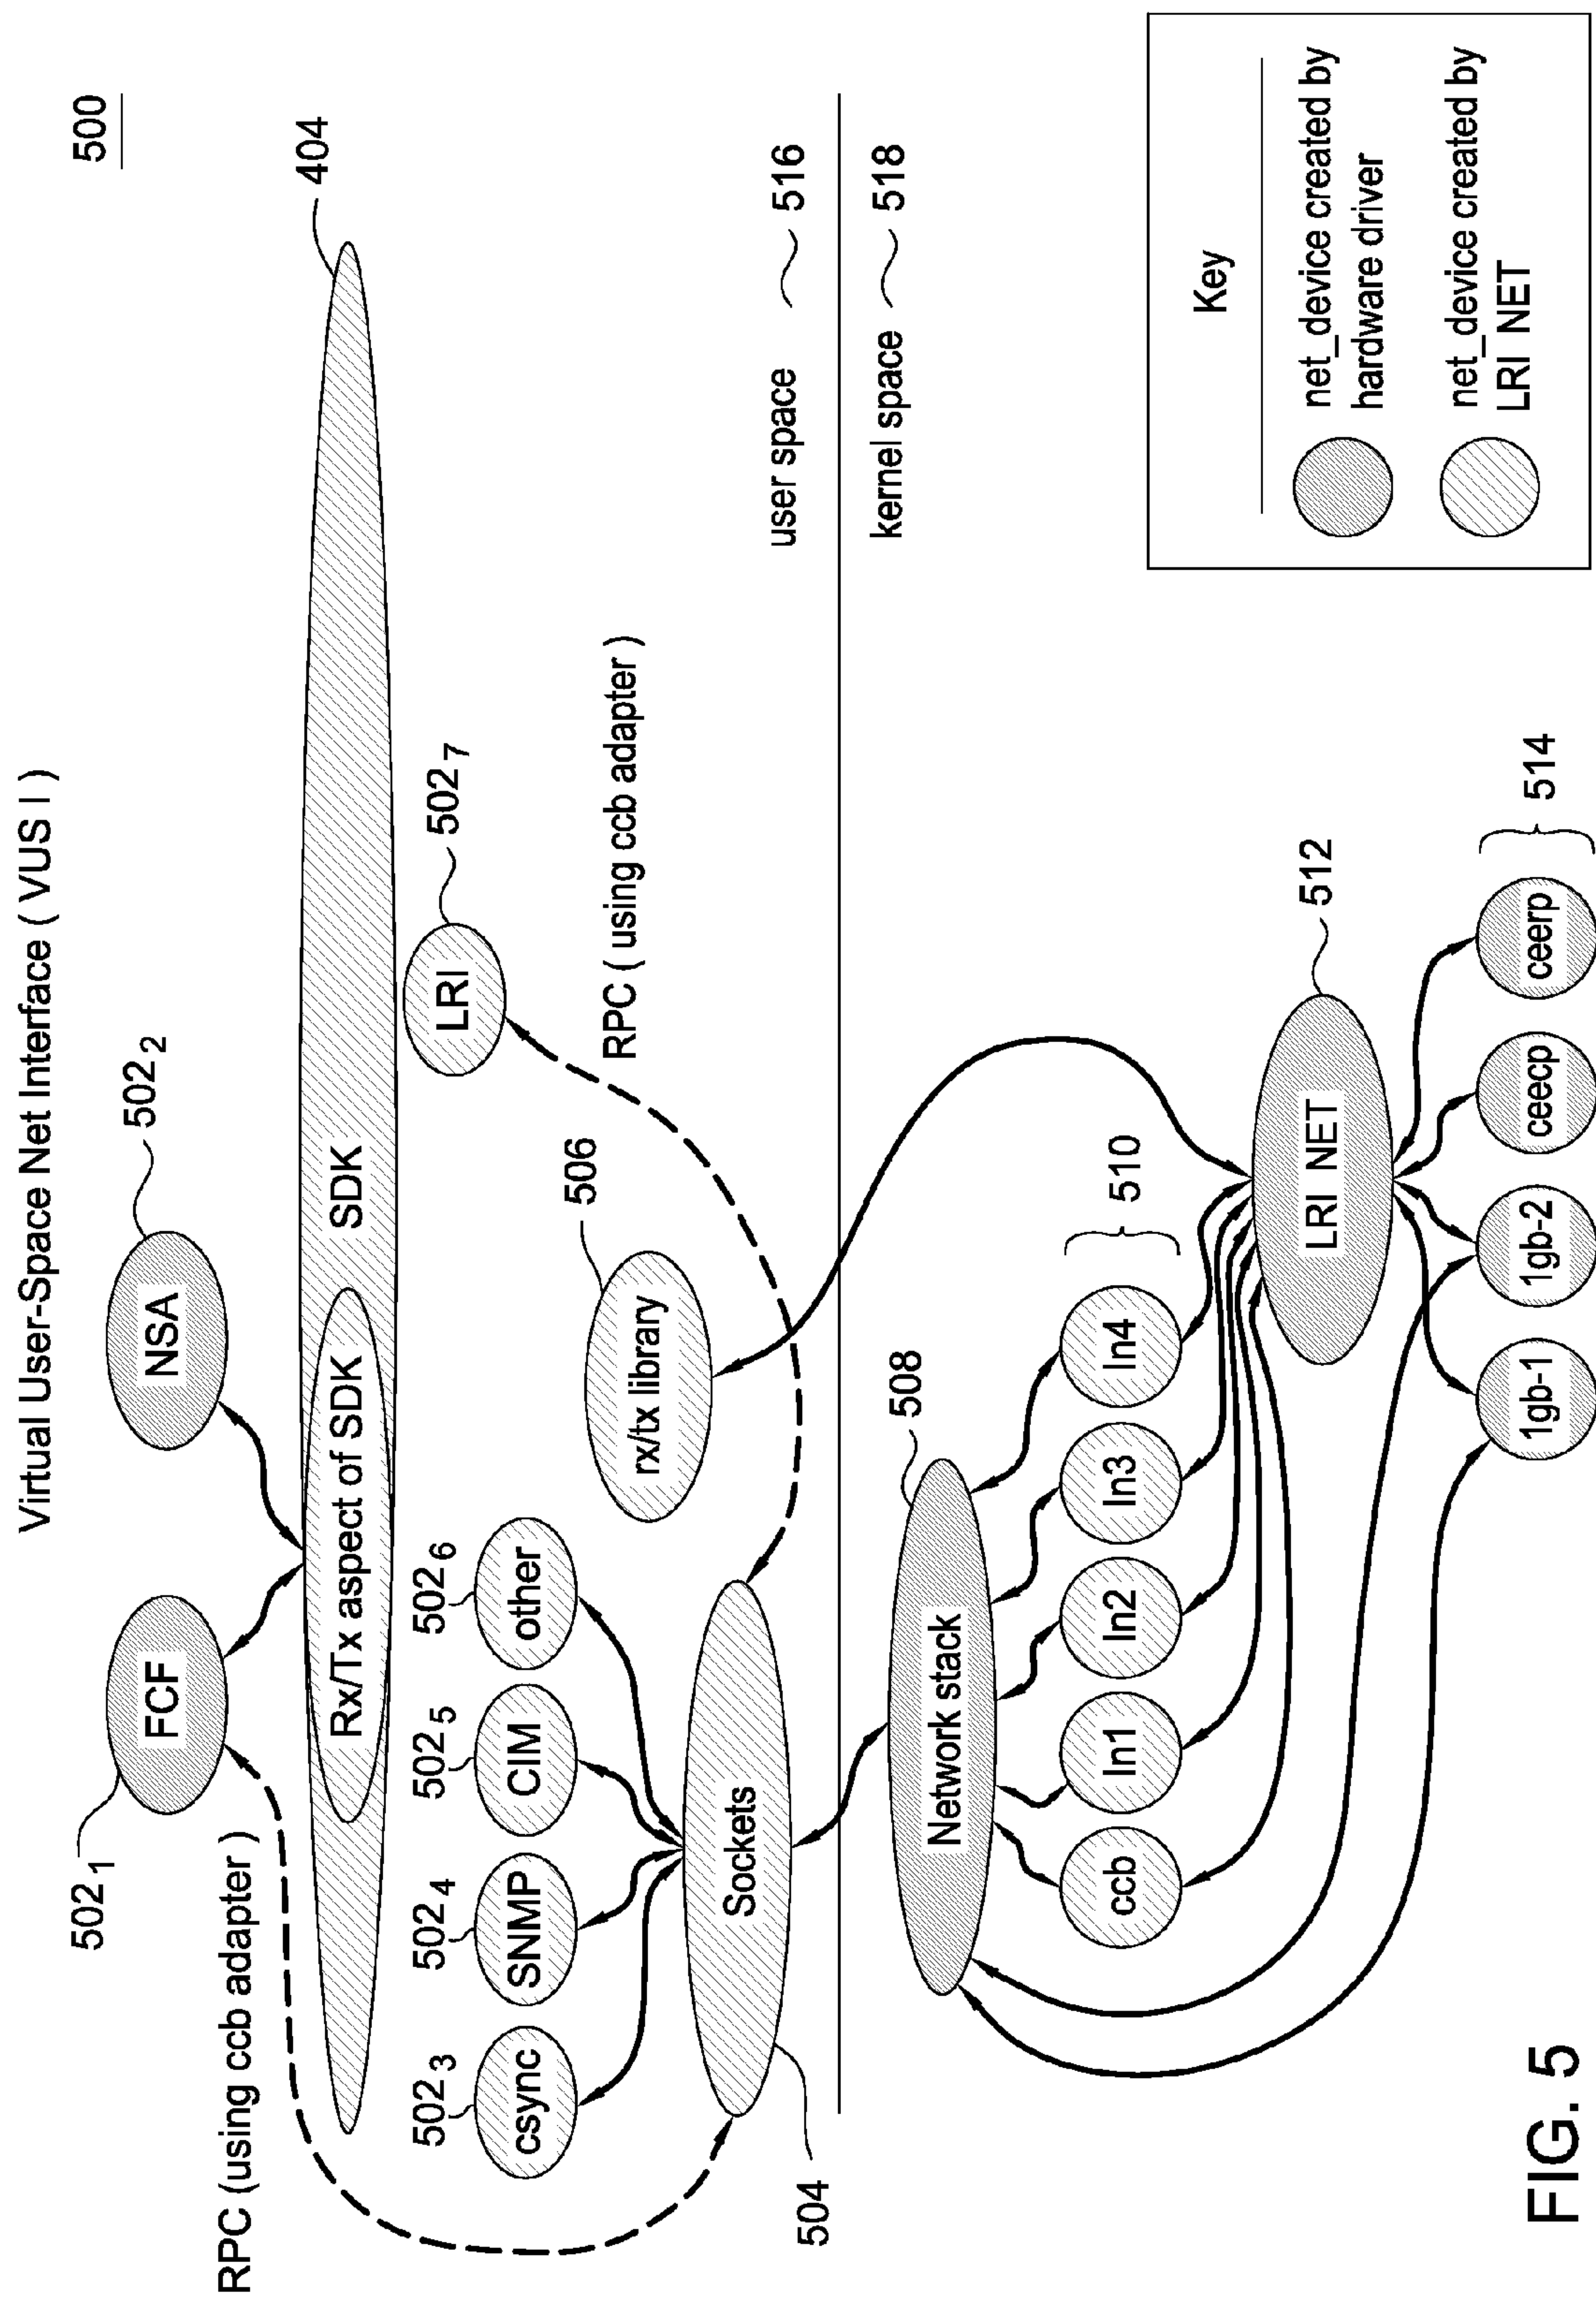 Virtual User-Space Net Interface ( VUS I )
500
502₁
502₂
FCF
NSA
404
RPC (using ccb adapter )
Rx/Tx aspect of SDK
SDK
502₃
502₄
502₅
502₆
502₇
csync
SNMP
CIM
other
LRI
506
rx/tx library
RPC ( using ccb adapter )
504
Sockets
user space
516
kernel space
518
508
Network stack
510
ccb
ln1
ln2
ln3
ln4
512
LRI NET
514
1gb-1
1gb-2
ceecp
ceerp
Key
net_device created by
hardware driver
net_device created by
LRI NET
FIG. 5